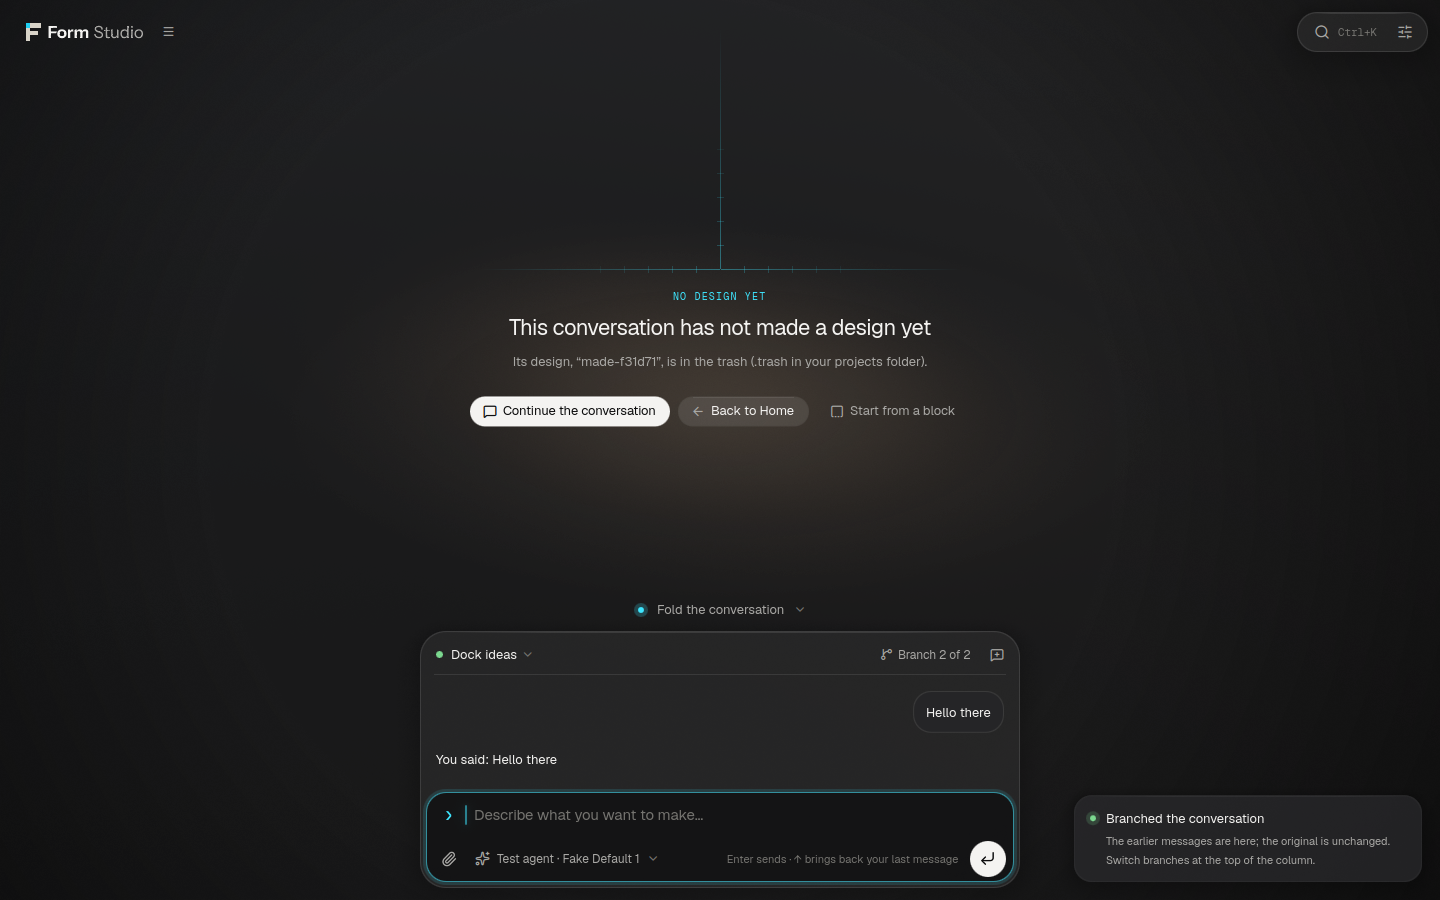 Form Studio
Ctrl+K
NO DESIGN YET
This conversation has not made a design yet
Its design, “made-f31d71”, is in the trash (.trash in your projects folder).
Continue the conversation
Back to Home
Start from a block
Fold the conversation
Dock ideas
Branch 2 of 2
Hello there
You said: Hello there
Describe what you want to make...
Test agent · Fake Default 1
Enter sends · ↑ brings back your last message
Branched the conversation
The earlier messages are here; the original is unchanged.
Switch branches at the top of the column.